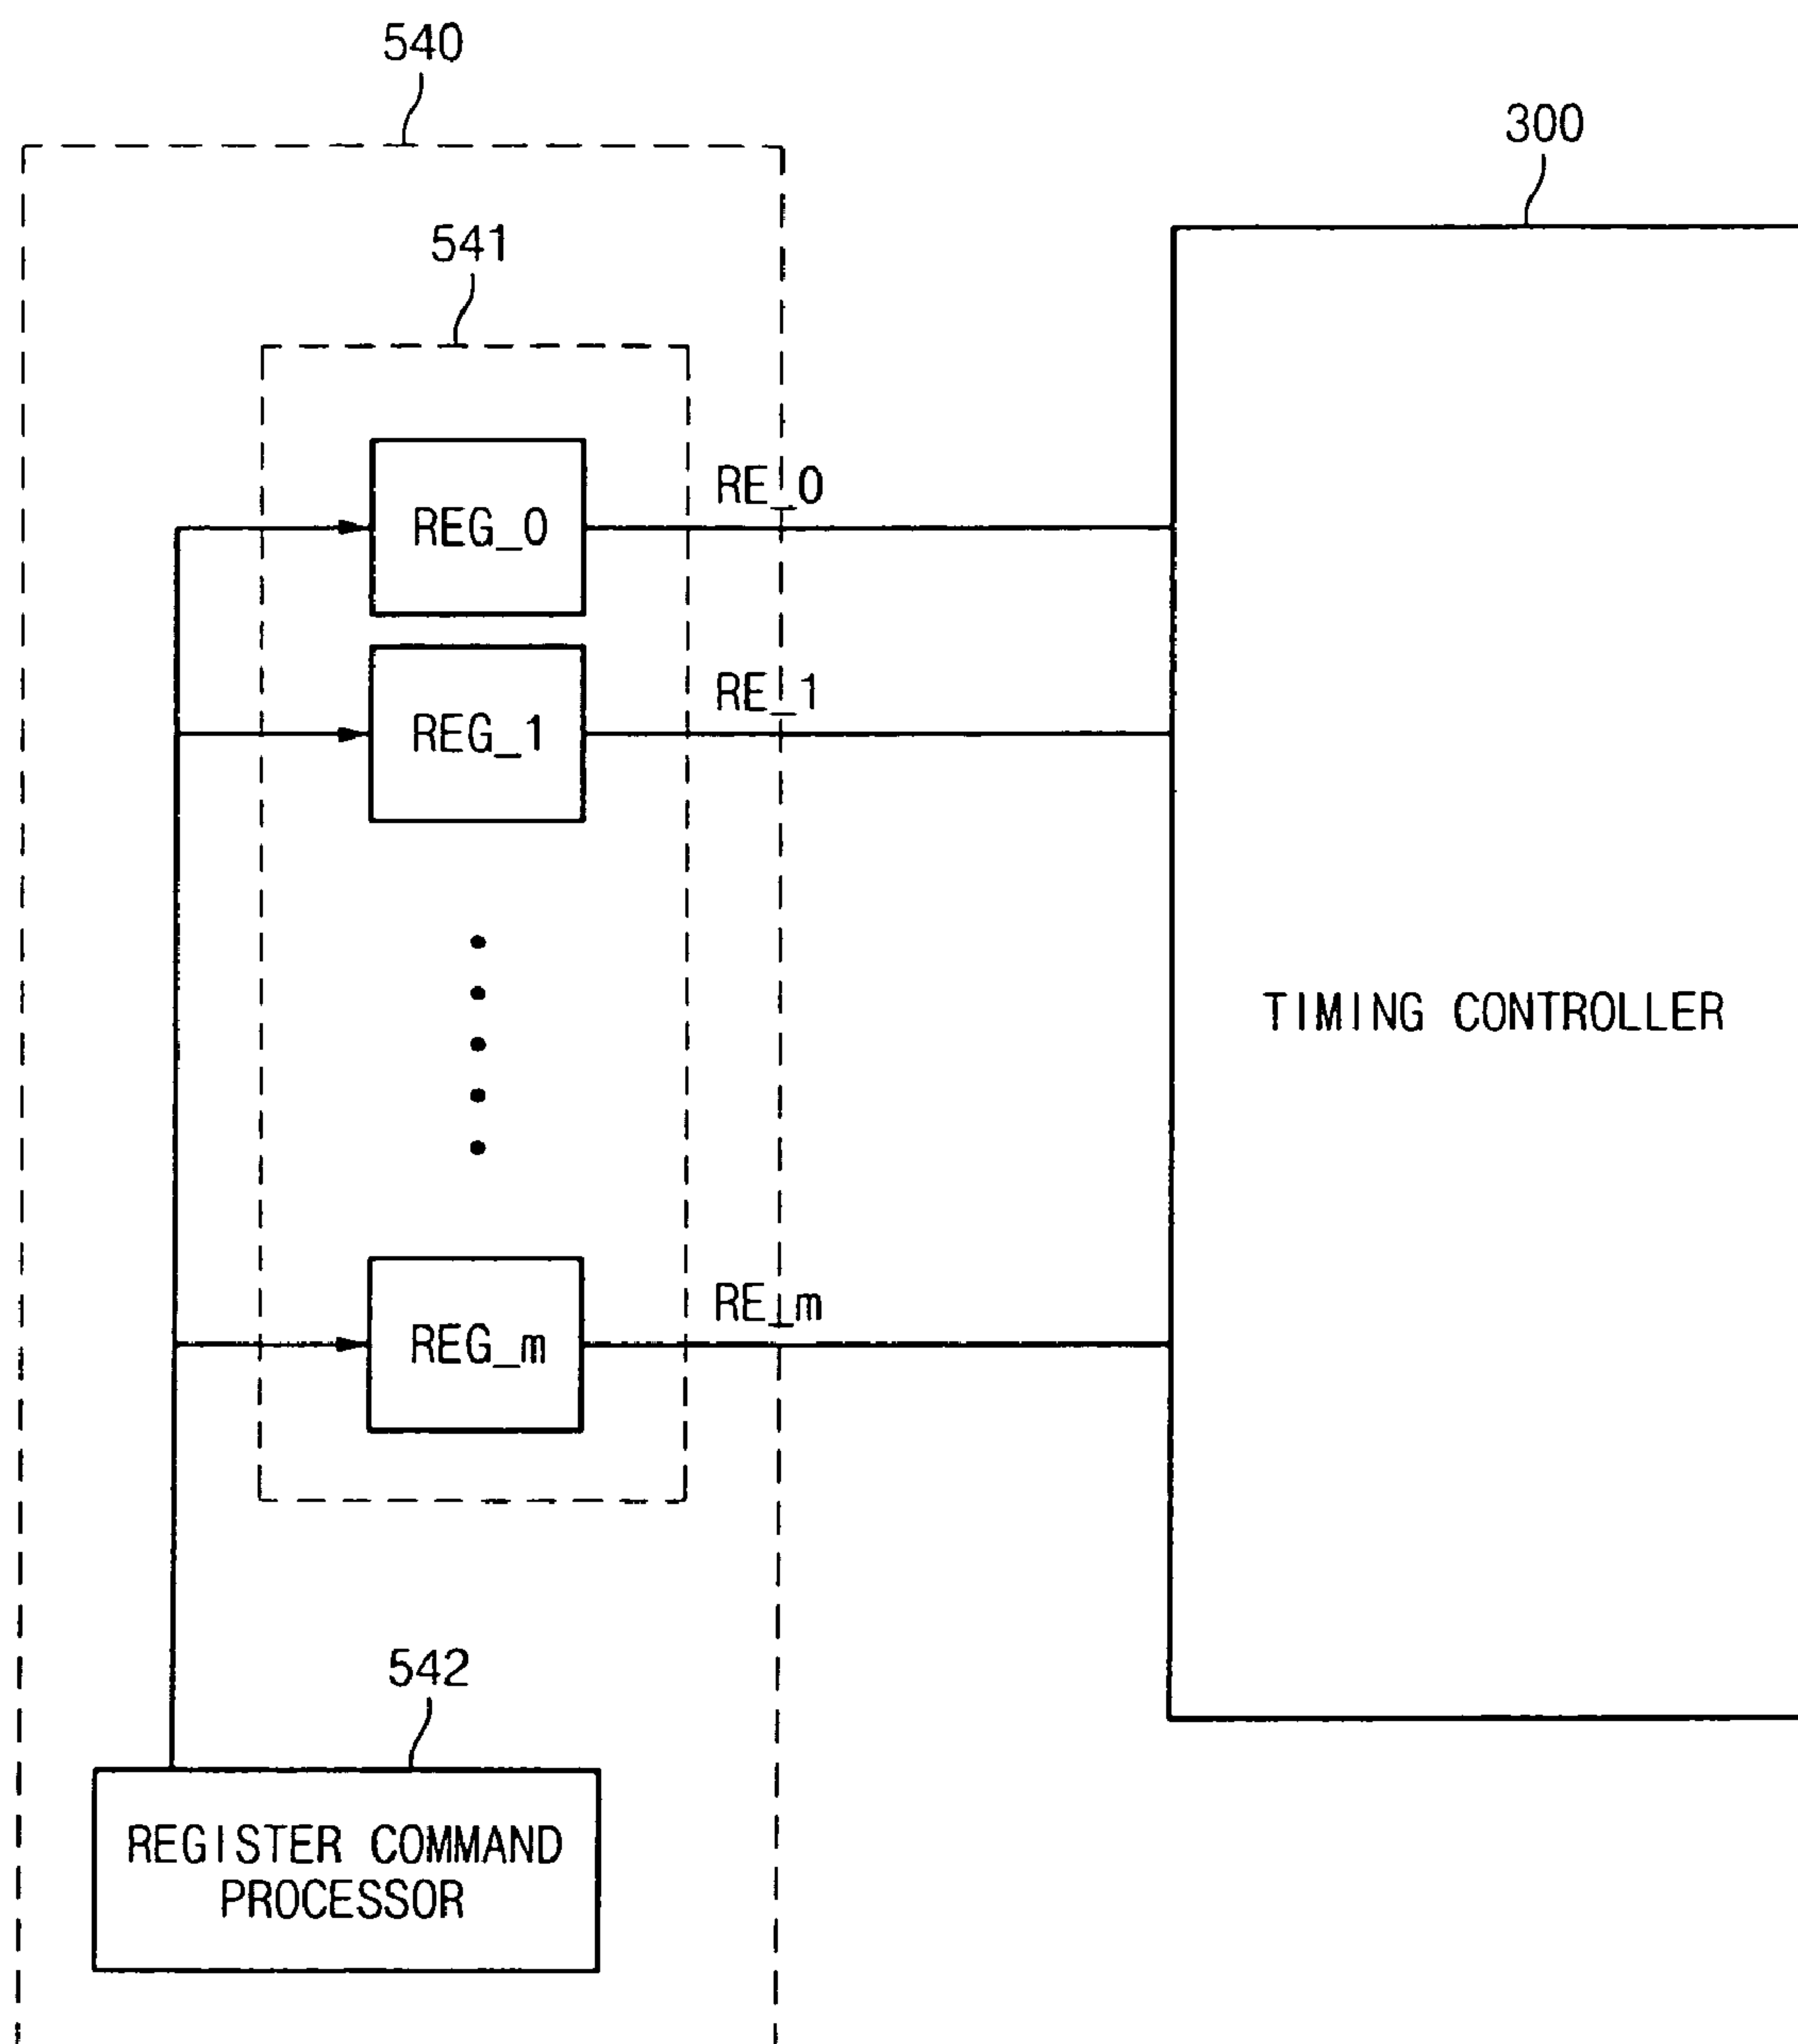 540
300
541
RE_0
REG_0
RE_1
REG_1
TIMING CONTROLLER
RE_m
REG_m
542
REGISTER COMMAND
PROCESSOR